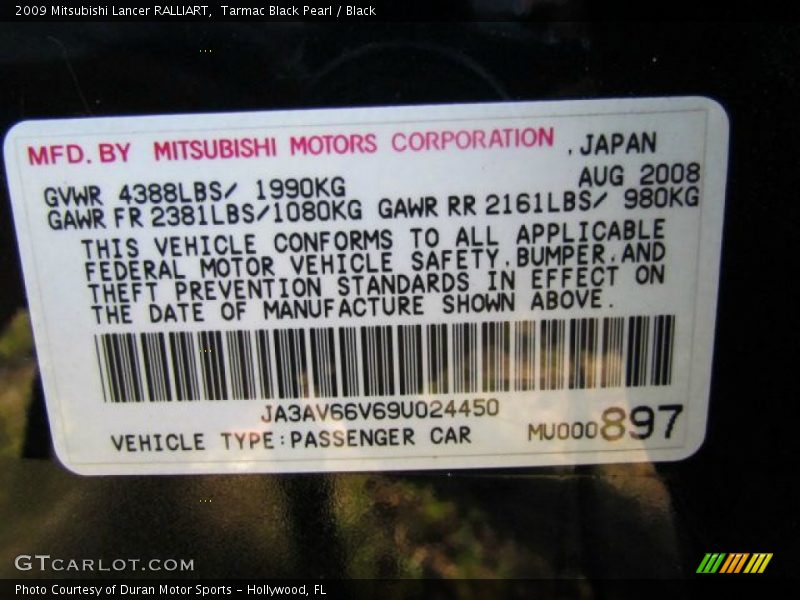 2009 Mitsubishi Lancer RALLIART, Tarmac Black Pearl / Black
MFD. BY MITSUBISHI MOTORS CORPORATION , JAPAN
GVWR 4388LBS/ 1990KG AUG 2008
GAWR FR 2381LBS/1080KG GAWR RR 2161LBS/ 980KG
THIS VEHICLE CONFORMS TO ALL APPLICABLE
FEDERAL MOTOR VEHICLE SAFETY,BUMPER,AND
THEFT PREVENTION STANDARDS IN EFFECT ON
THE DATE OF MANUFACTURE SHOWN ABOVE.
JA3AV66V69U024450
VEHICLE TYPE:PASSENGER CAR MU000897
GTCARLOT.COM
Photo Courtesy of Duran Motor Sports - Hollywood, FL